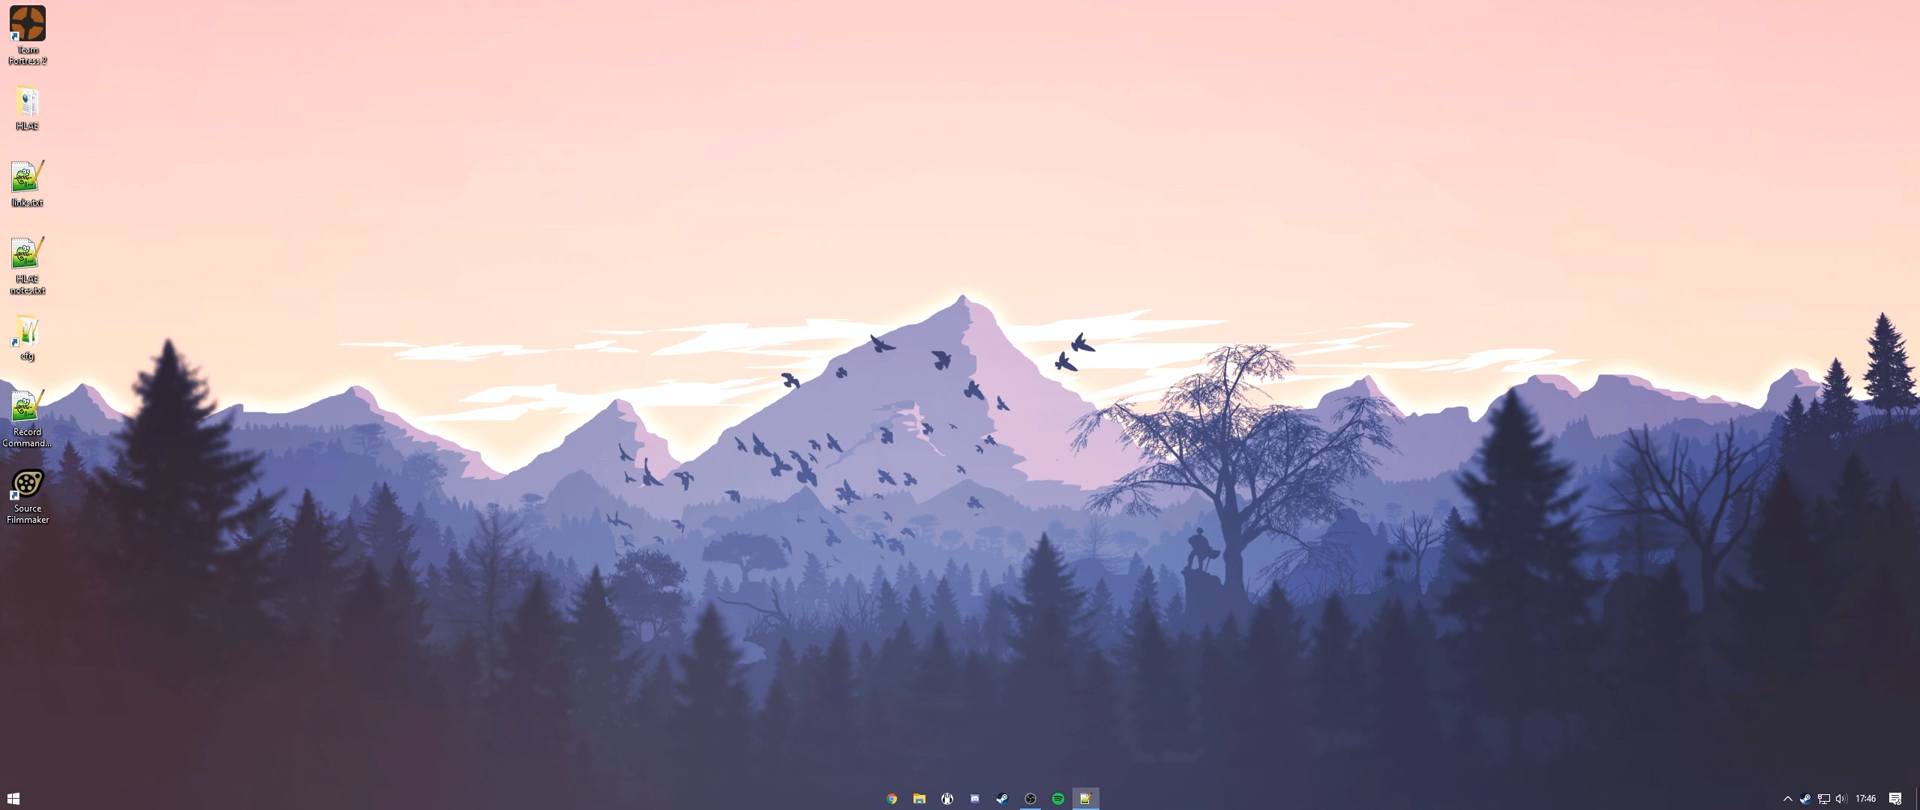 Team
Fortress 2
HLAE
links.txt
HLAE
notes.txt
cfg
Record
Command...
Source
Filmmaker
17:46